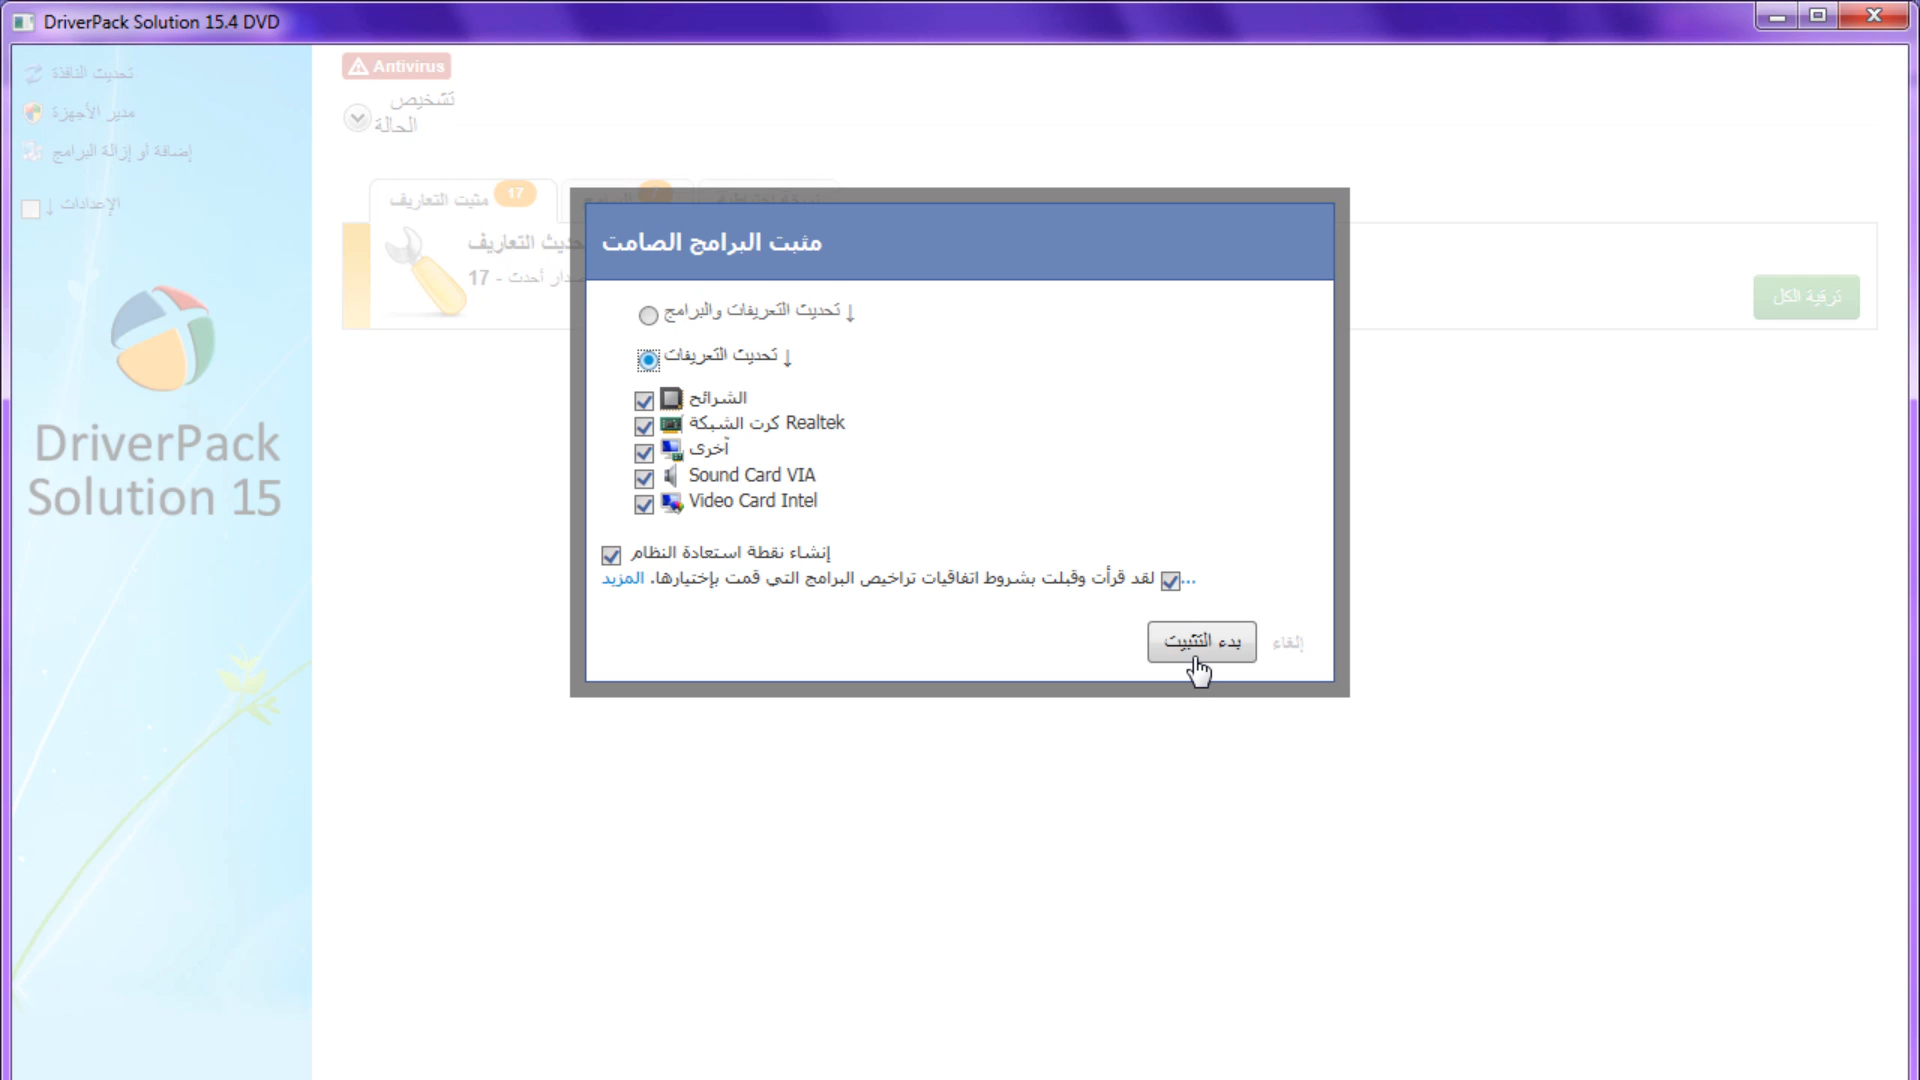 DriverPack Solution 15.4 DVD
تحديث النافذة
مدير الأجهزة
إضافة أو إزالة البرامج
الإعدادات ↓
DriverPack
Solution 15
Antivirus
تشخيص
الحالة
مثبت التعاريف 17
17 - دار أحدث
ترقية الكل
مثبت البرامج الصامت
تحديث التعريفات والبرامج ↓
تحديث التعريفات ↓
الشرائح
Realtek كرت الشبكة
آخرى
Sound Card VIA
Video Card Intel
إنشاء نقطة استعادة النظام
لقد قرأت وقبلت بشروط اتفاقيات تراخيص البرامج التي قمت بإختيارها. المزيد...
بدء التثبيت
إلغاء